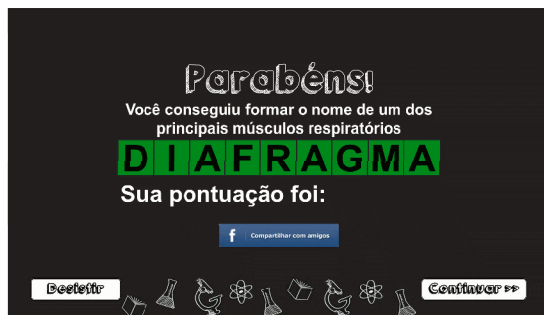 Parabéns!
Você conseguiu formar o nome de um dos
principais músculos respiratórios
DIAFRAGMA
Sua pontuação foi:
f Compartilhar com amigos
Desistir
Continuar >>